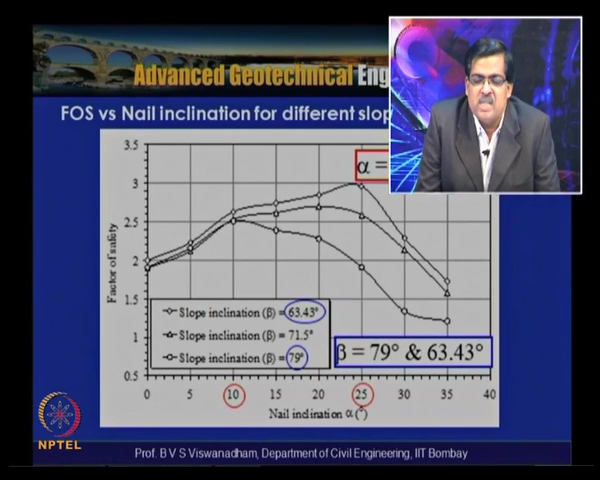 Advanced Geotechnical Eng
FOS vs Nail inclination for different slop
α =
3.5
3
2.5
2
1.5
1
0.5
Factor of safety
Slope inclination (β) = 63.43°
Slope inclination (β) = 71.5°
Slope inclination (β) = 79°
β = 79° & 63.43°
0 5 10 15 20 25 30 35 40
Nail inclination α (°)
NPTEL
Prof. B V S Viswanadham, Department of Civil Engineering, IIT Bombay